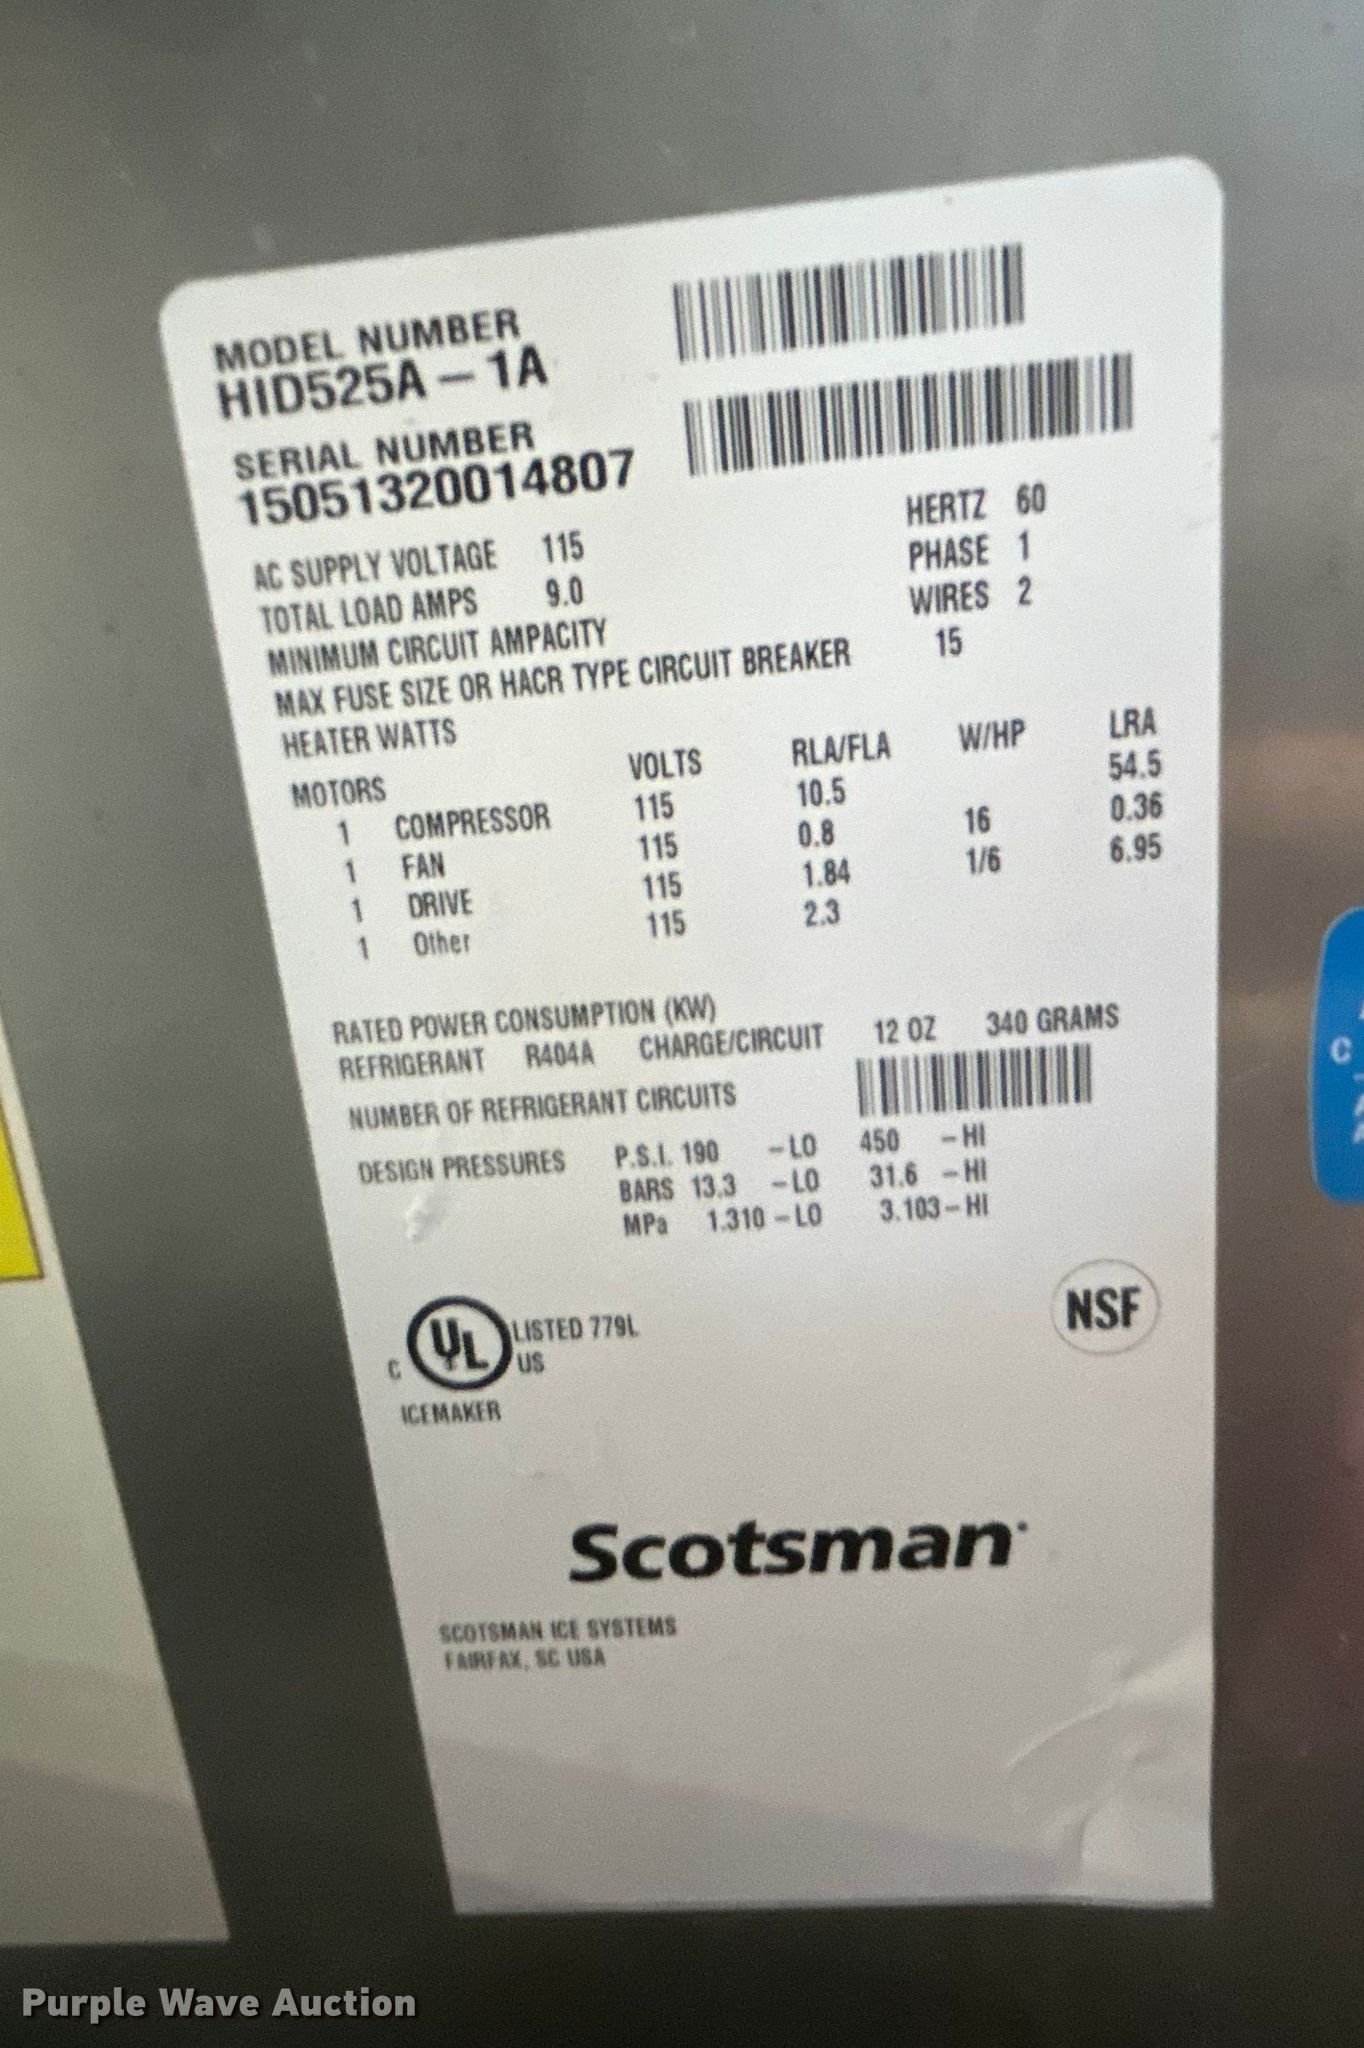 MODEL NUMBER
HID525A – 1A
SERIAL NUMBER
15051320014807
AC SUPPLY VOLTAGE 115 HERTZ 60
TOTAL LOAD AMPS 9.0 PHASE 1
MINIMUM CIRCUIT AMPACITY WIRES 2
MAX FUSE SIZE OR HACR TYPE CIRCUIT BREAKER 15
HEATER WATTS
MOTORS VOLTS RLA/FLA W/HP LRA
1 COMPRESSOR 115 10.5 54.5
1 FAN 115 0.8 16 0.36
1 DRIVE 115 1.84 1/6 6.95
1 Other 115 2.3
RATED POWER CONSUMPTION (KW)
REFRIGERANT R404A CHARGE/CIRCUIT 12 OZ 340 GRAMS
NUMBER OF REFRIGERANT CIRCUITS
DESIGN PRESSURES P.S.I. 190 – LO 450 – HI
BARS 13.3 – LO 31.6 – HI
MPa 1.310 – LO 3.103 – HI
C UL LISTED 779L
US
NSF
ICEMAKER
Scotsman
SCOTSMAN ICE SYSTEMS
FAIRFAX, SC USA
C
Purple Wave Auction